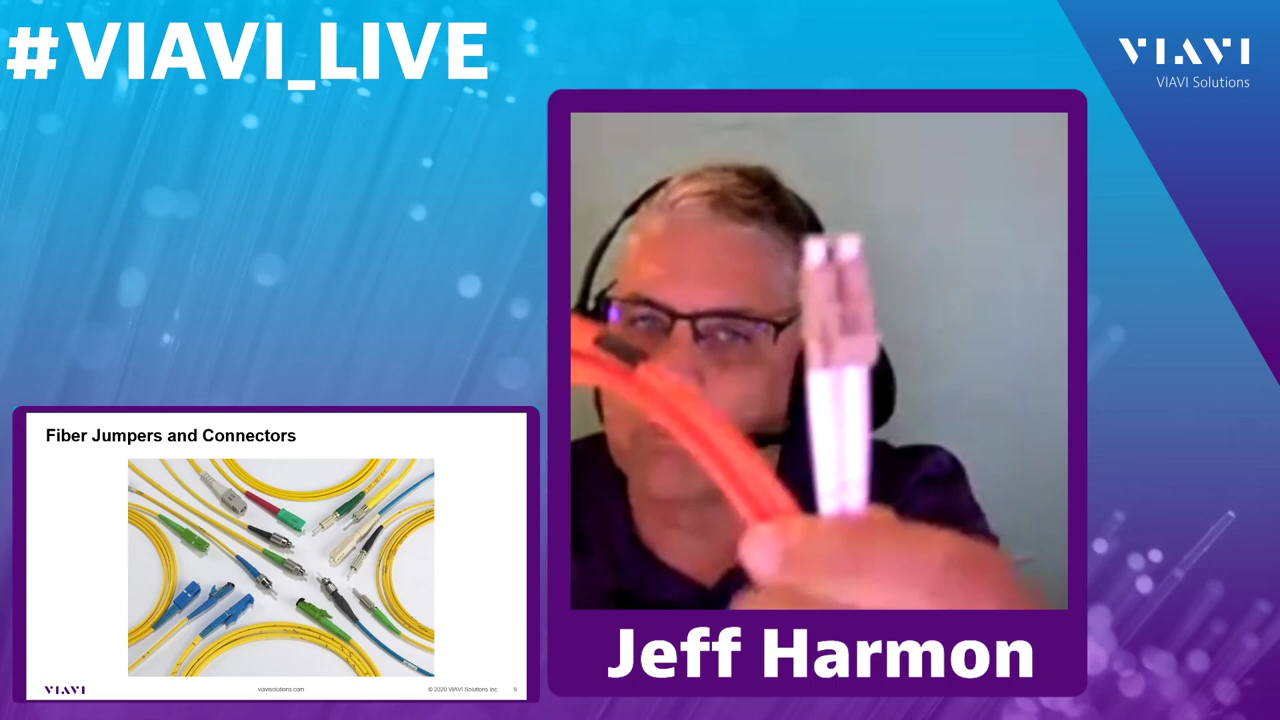 #VIAVI_LIVE
VIAVI
VIAVI Solutions
Fiber Jumpers and Connectors
VIAVI
viavisolutions.com
© 2020 VIAVI Solutions Inc
9
Jeff Harmon